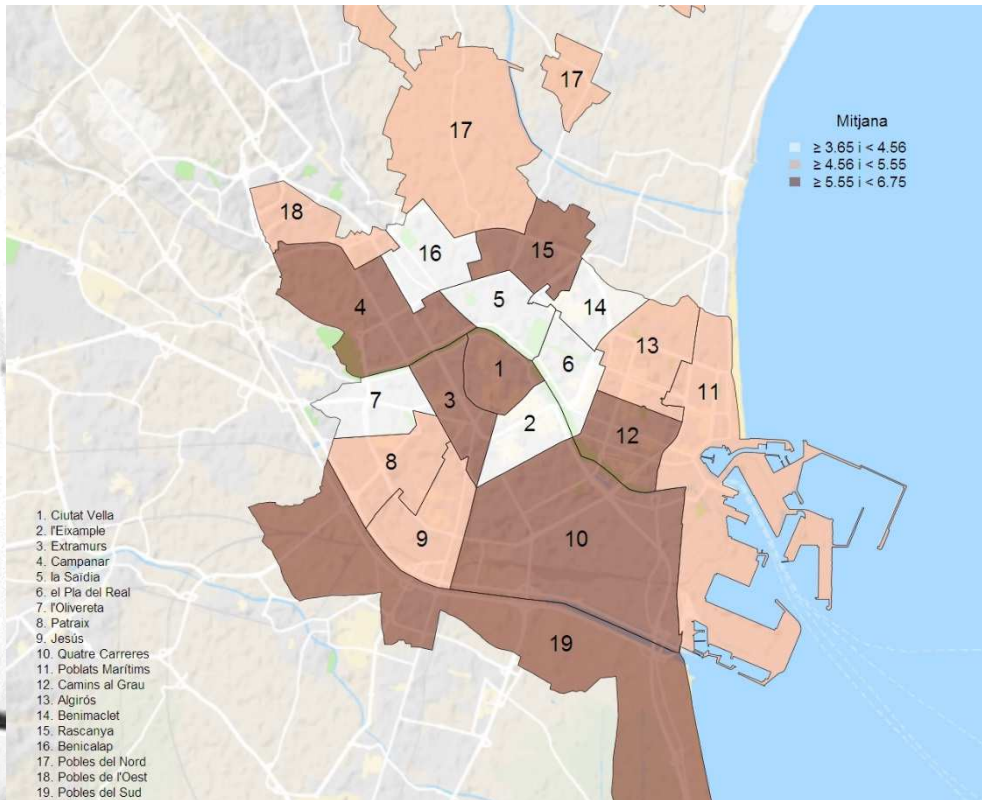 17
17
Mitjana
≥ 3.65 i < 4.56
≥ 4.56 i < 5.55
≥ 5.55 i < 6.75
18
16
15
5
14
4
13
6
1
11
7
3
2
12
8
9
10
19
1. Ciutat Vella
2. l'Eixample
3. Extramurs
4. Campanar
5. la Saïdia
6. el Pla del Real
7. l'Olivereta
8. Patraix
9. Jesús
10. Quatre Carreres
11. Poblats Marítims
12. Camins al Grau
13. Algirós
14. Benimaclet
15. Rascanya
16. Benicalap
17. Pobles del Nord
18. Pobles de l'Oest
19. Pobles del Sud